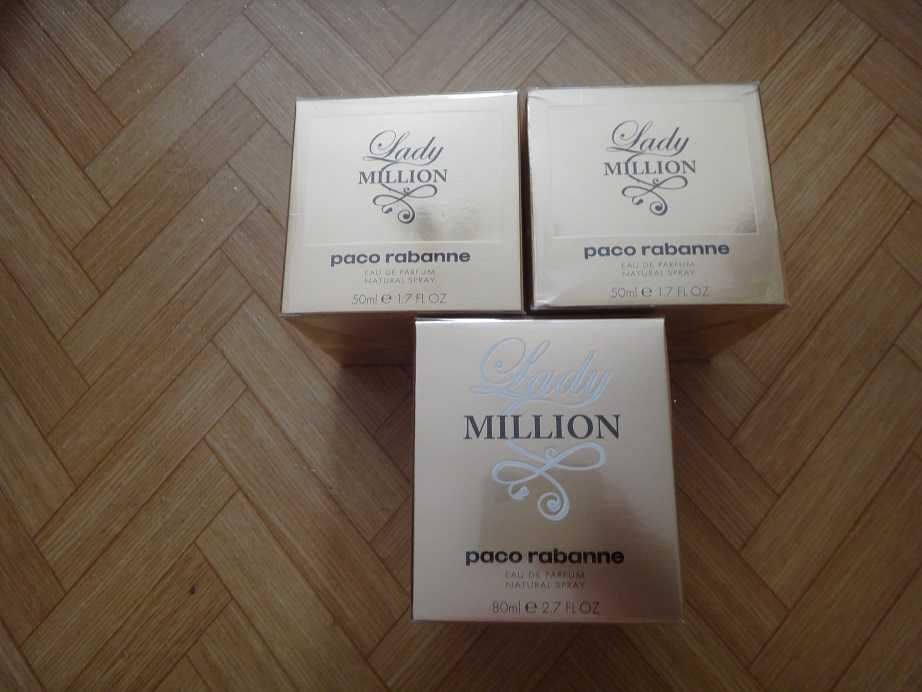 Lady
MILLION
paco rabanne
EAU DE PARFUM
NATURAL SPRAY
50ml e 1.7 FL OZ
Lady
MILLION
paco rabanne
EAU DE PARFUM
NATURAL SPRAY
50ml e 1.7 FL OZ
Lady
MILLION
paco rabanne
EAU DE PARFUM
NATURAL SPRAY
80ml e 2.7 FL OZ